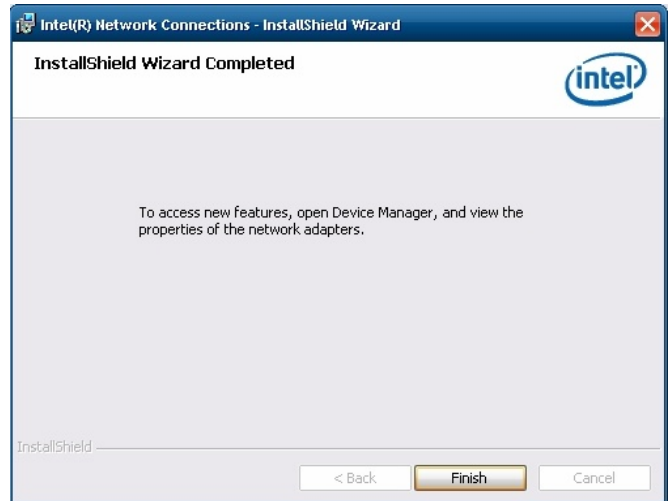 Intel(R) Network Connections - InstallShield Wizard
InstallShield Wizard Completed
intel
To access new features, open Device Manager, and view the
properties of the network adapters.
InstallShield
< Back
Finish
Cancel